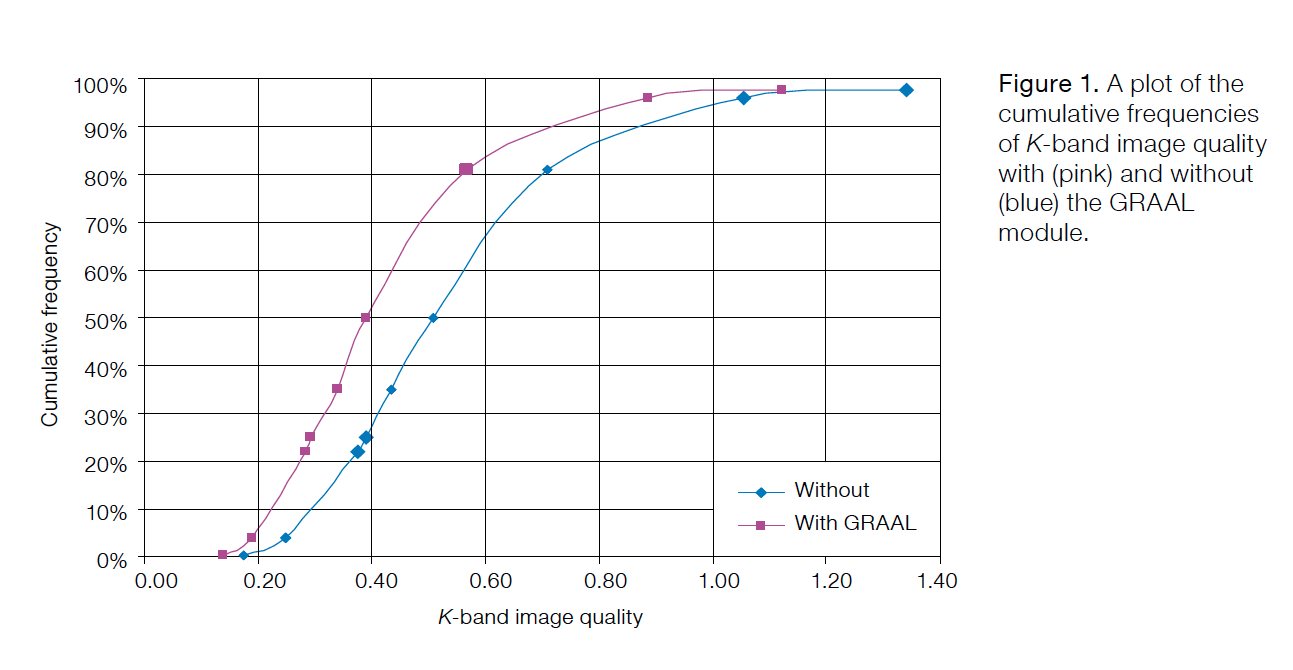 100%
90%
80%
70%
60%
50%
40%
30%
20%
10%
0%
Cumulative frequency
0.00 0.20 0.40 0.60 0.80 1.00 1.20 1.40
K-band image quality
Without
With GRAAL
Figure 1. A plot of the
cumulative frequencies
of K-band image quality
with (pink) and without
(blue) the GRAAL
module.